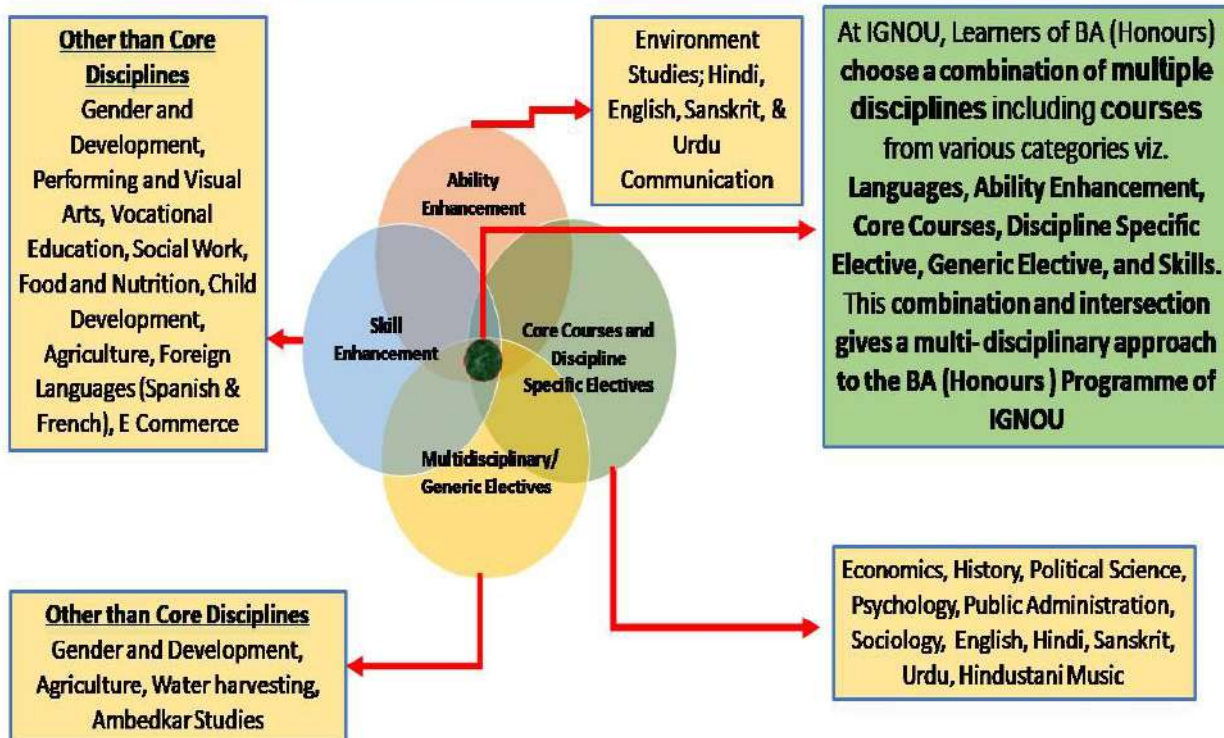 Other than Core
Disciplines
Gender and
Development,
Performing and Visual
Arts, Vocational
Education, Social Work,
Food and Nutrition, Child
Development,
Agriculture, Foreign
Languages (Spanish &
French), E Commerce
Environment
Studies; Hindi,
English, Sanskrit, &
Urdu
Communication
At IGNOU, Learners of BA (Honours)
choose a combination of multiple
disciplines including courses
from various categories viz.
Languages, Ability Enhancement,
Core Courses, Discipline Specific
Elective, Generic Elective, and Skills.
This combination and intersection
gives a multi- disciplinary approach
to the BA (Honours ) Programme of
IGNOU
Ability
Enhancement
Skill
Enhancement
Core Courses and
Discipline
Specific Electives
Multidisciplinary/
Generic Electives
Other than Core Disciplines
Gender and Development,
Agriculture, Water harvesting,
Ambedkar Studies
Economics, History, Political Science,
Psychology, Public Administration,
Sociology, English, Hindi, Sanskrit,
Urdu, Hindustani Music